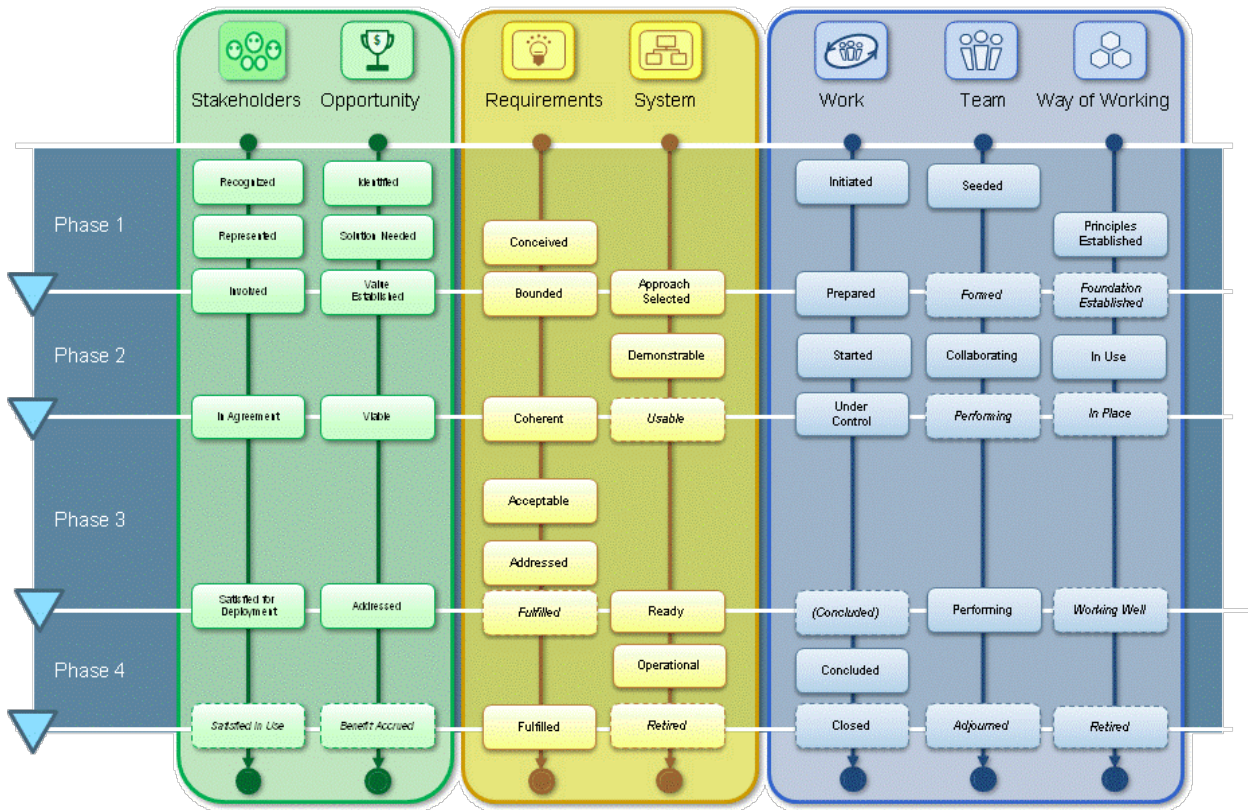 $
Stakeholders
Opportunity
Requirements
System
Work
Team
Way of Working
Phase 1
Recognized
Identified
Initiated
Seeded
Represented
Solution Needed
Conceived
Principles
Established
Involved
Value
Established
Bounded
Approach
Selected
Prepared
Formed
Foundation
Established
Phase 2
Demonstrable
Started
Collaborating
In Use
In Agreement
Viable
Coherent
Usable
Under
Control
Performing
In Place
Phase 3
Acceptable
Addressed
Satisfied for
Deployment
Addressed
Fulfilled
Ready
(Concluded)
Performing
Working Well
Phase 4
Operational
Concluded
Satisfied In Use
Benefit Accrued
Fulfilled
Retired
Closed
Adjourned
Retired